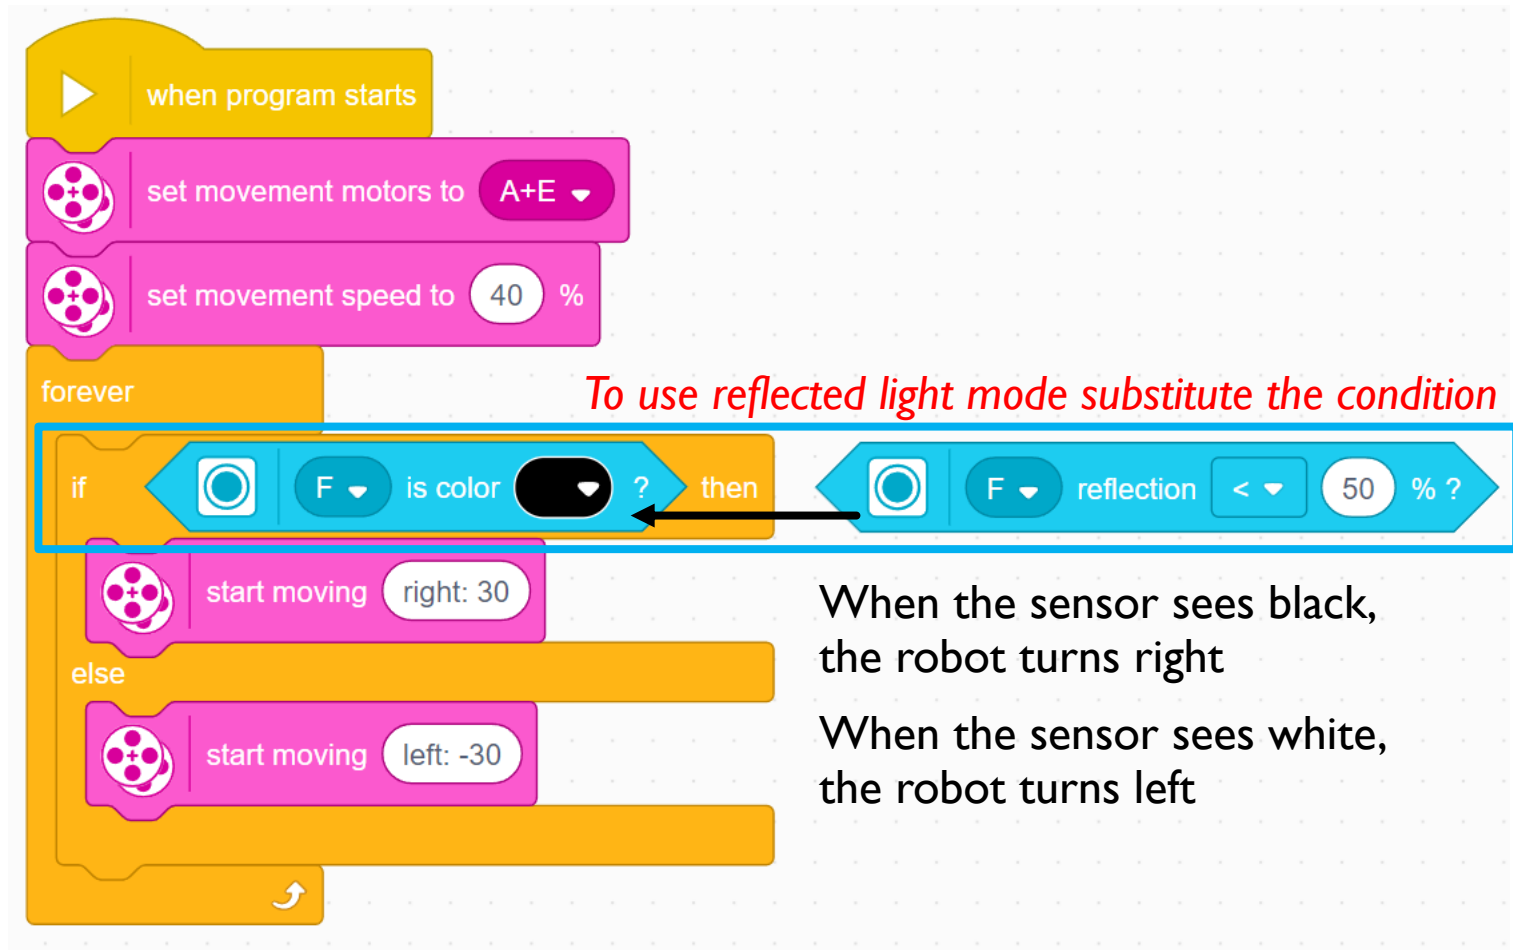 when program starts
set movement motors to A+E
set movement speed to 40 %
forever
To use reflected light mode substitute the condition
if F is color ? then
F reflection < 50 % ?
start moving right: 30
When the sensor sees black,
the robot turns right
else
start moving left: -30
When the sensor sees white,
the robot turns left